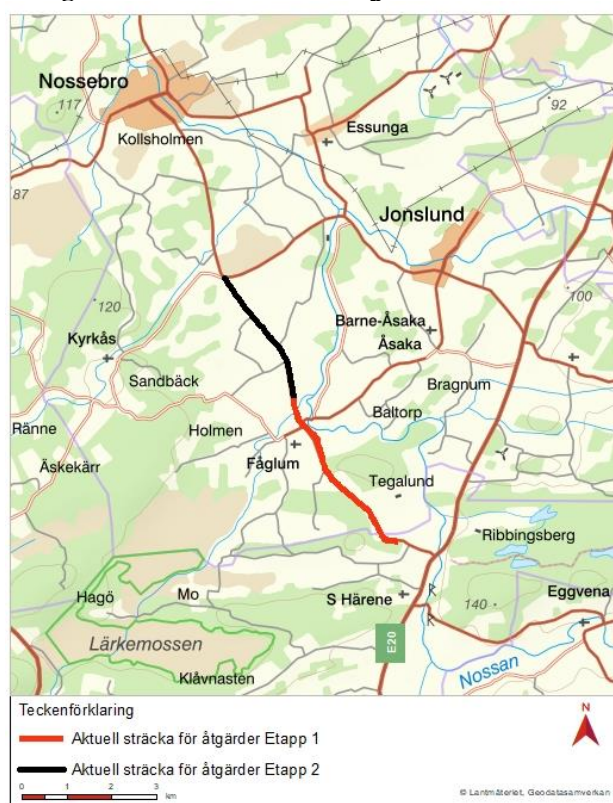 Nossebro
117
Kollsholmen
Essunga
92
87
Jonslund
120
100
Kyrkås
Barne-Åsaka
Åsaka
Sandbäck
Bragnum
Baltorp
Ränne
Holmen
Äskekärr
Fåglum
Tegalund
Ribbingsberg
Hagö
Mo
S Härene
140
Eggvena
Lärkemossen
E20
Nossan
Klåvnasten
Teckenförklaring
N
Aktuell sträcka för åtgärder Etapp 1
Aktuell sträcka för åtgärder Etapp 2
0 1 2 3
km
© Lantmäteriet, Geodatasamverkan